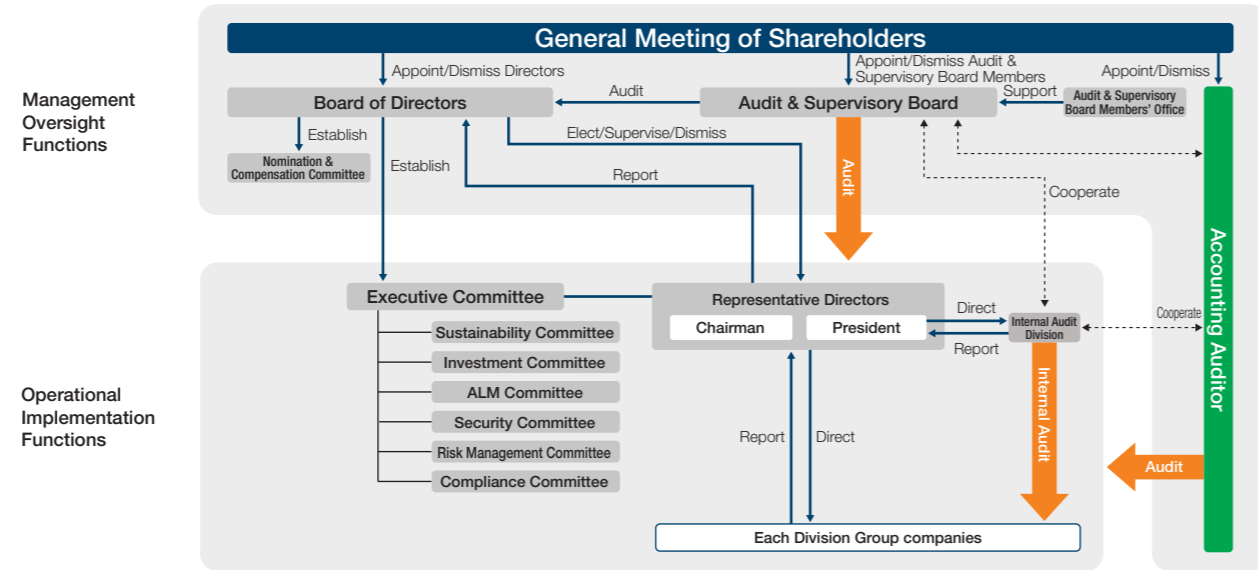 General Meeting of Shareholders
Appoint/Dismiss Directors
Appoint/Dismiss Audit &
Supervisory Board Members
Appoint/Dismiss
Management
Oversight
Functions
Board of Directors
Audit
Audit & Supervisory Board
Support
Audit & Supervisory
Board Members' Office
Establish
Nomination &
Compensation Committee
Establish
Elect/Supervise/Dismiss
Report
Audit
Cooperate
Accounting Auditor
Operational
Implementation
Functions
Executive Committee
Sustainability Committee
Investment Committee
ALM Committee
Security Committee
Risk Management Committee
Compliance Committee
Representative Directors
Chairman
President
Direct
Report
Internal Audit
Division
Cooperate
Report
Direct
Internal Audit
Audit
Each Division Group companies